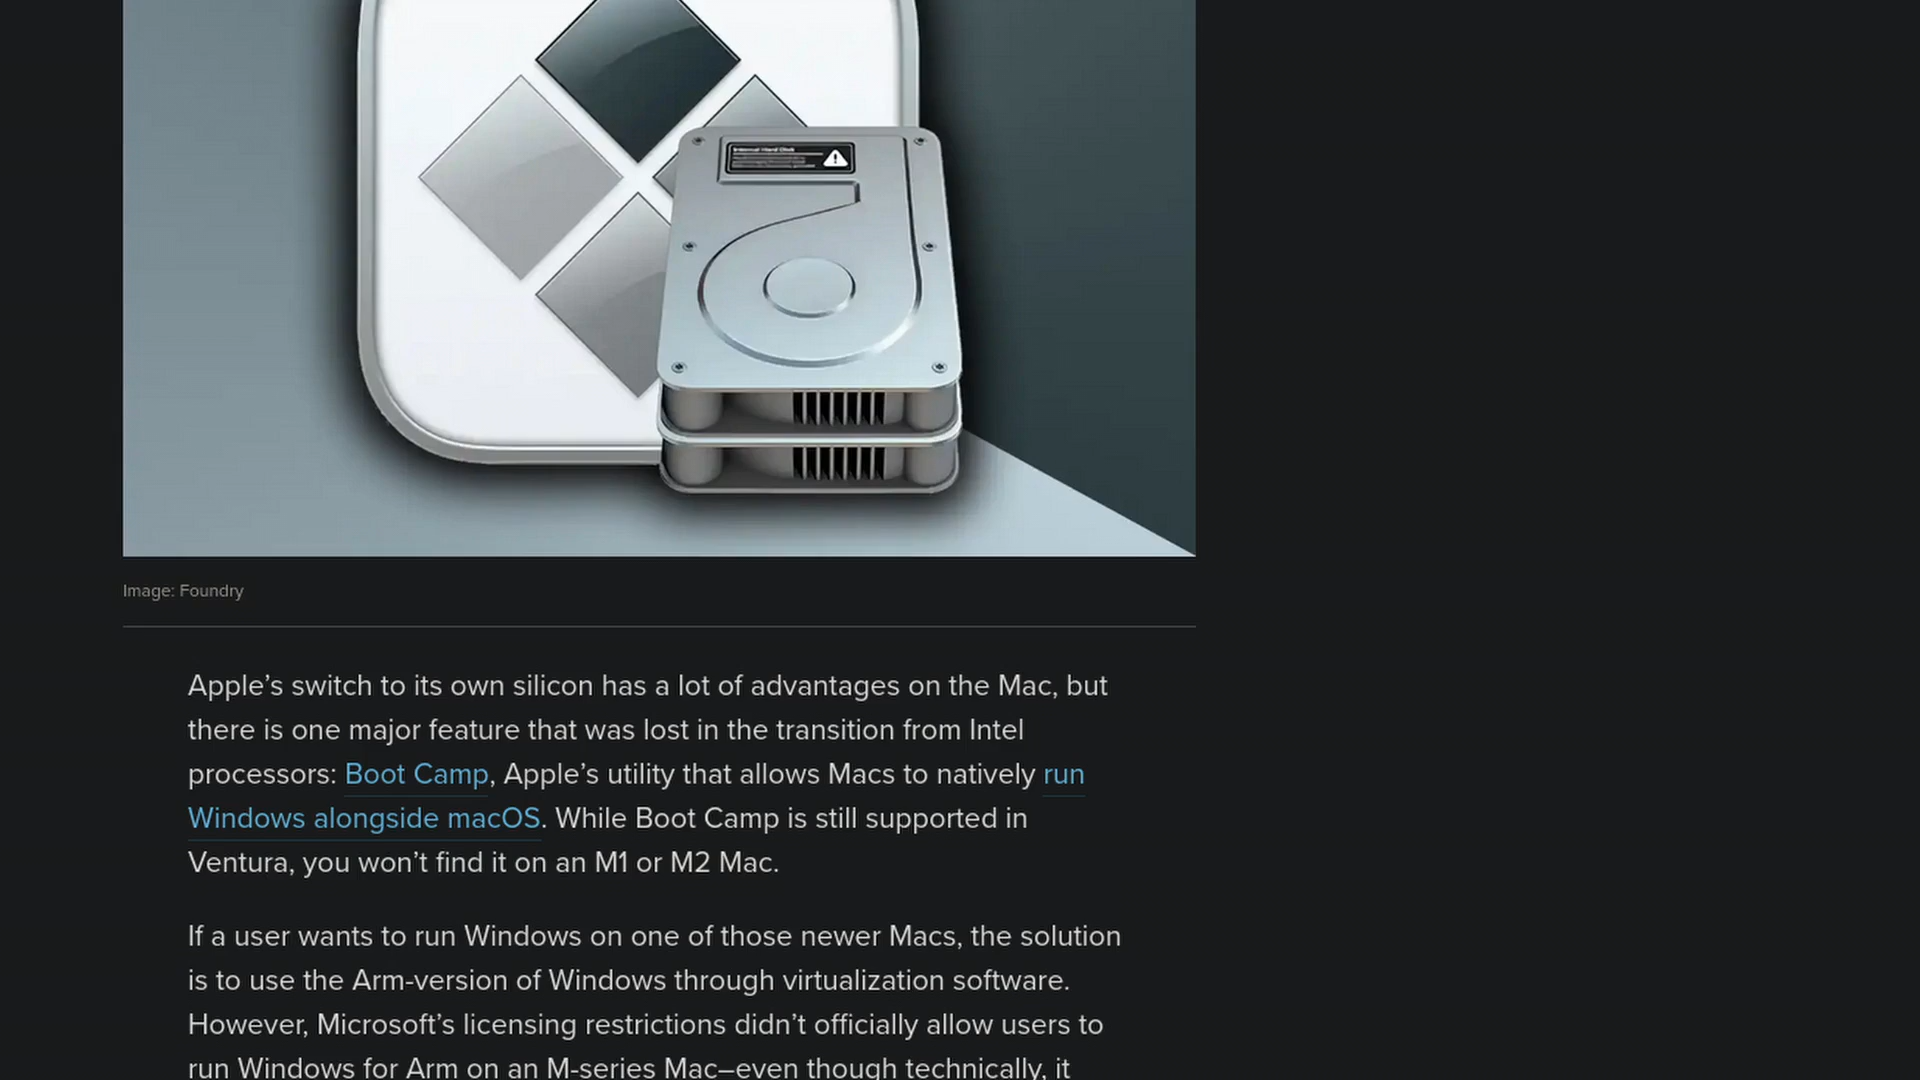 Internal Hard Disk
Image: Foundry
Apple’s switch to its own silicon has a lot of advantages on the Mac, but
there is one major feature that was lost in the transition from Intel
processors: Boot Camp, Apple’s utility that allows Macs to natively run
Windows alongside macOS. While Boot Camp is still supported in
Ventura, you won’t find it on an M1 or M2 Mac.
If a user wants to run Windows on one of those newer Macs, the solution
is to use the Arm-version of Windows through virtualization software.
However, Microsoft’s licensing restrictions didn’t officially allow users to
run Windows for Arm on an M-series Mac–even though technically, it